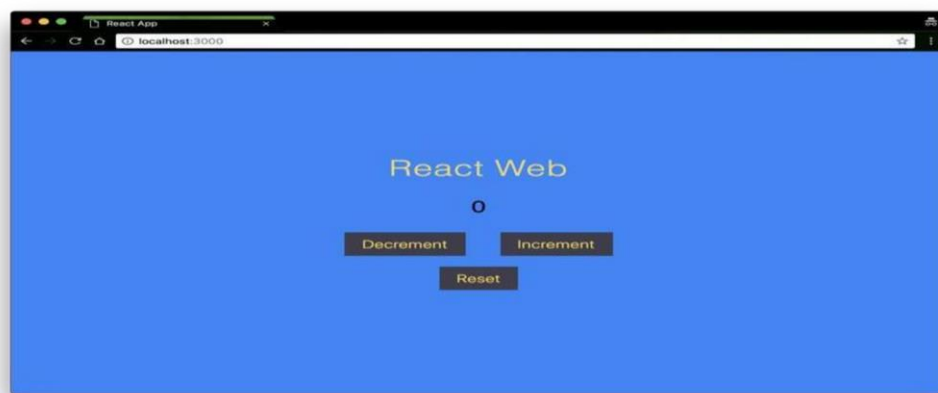 React App
localhost:3000
React Web
0
Decrement Increment
Reset